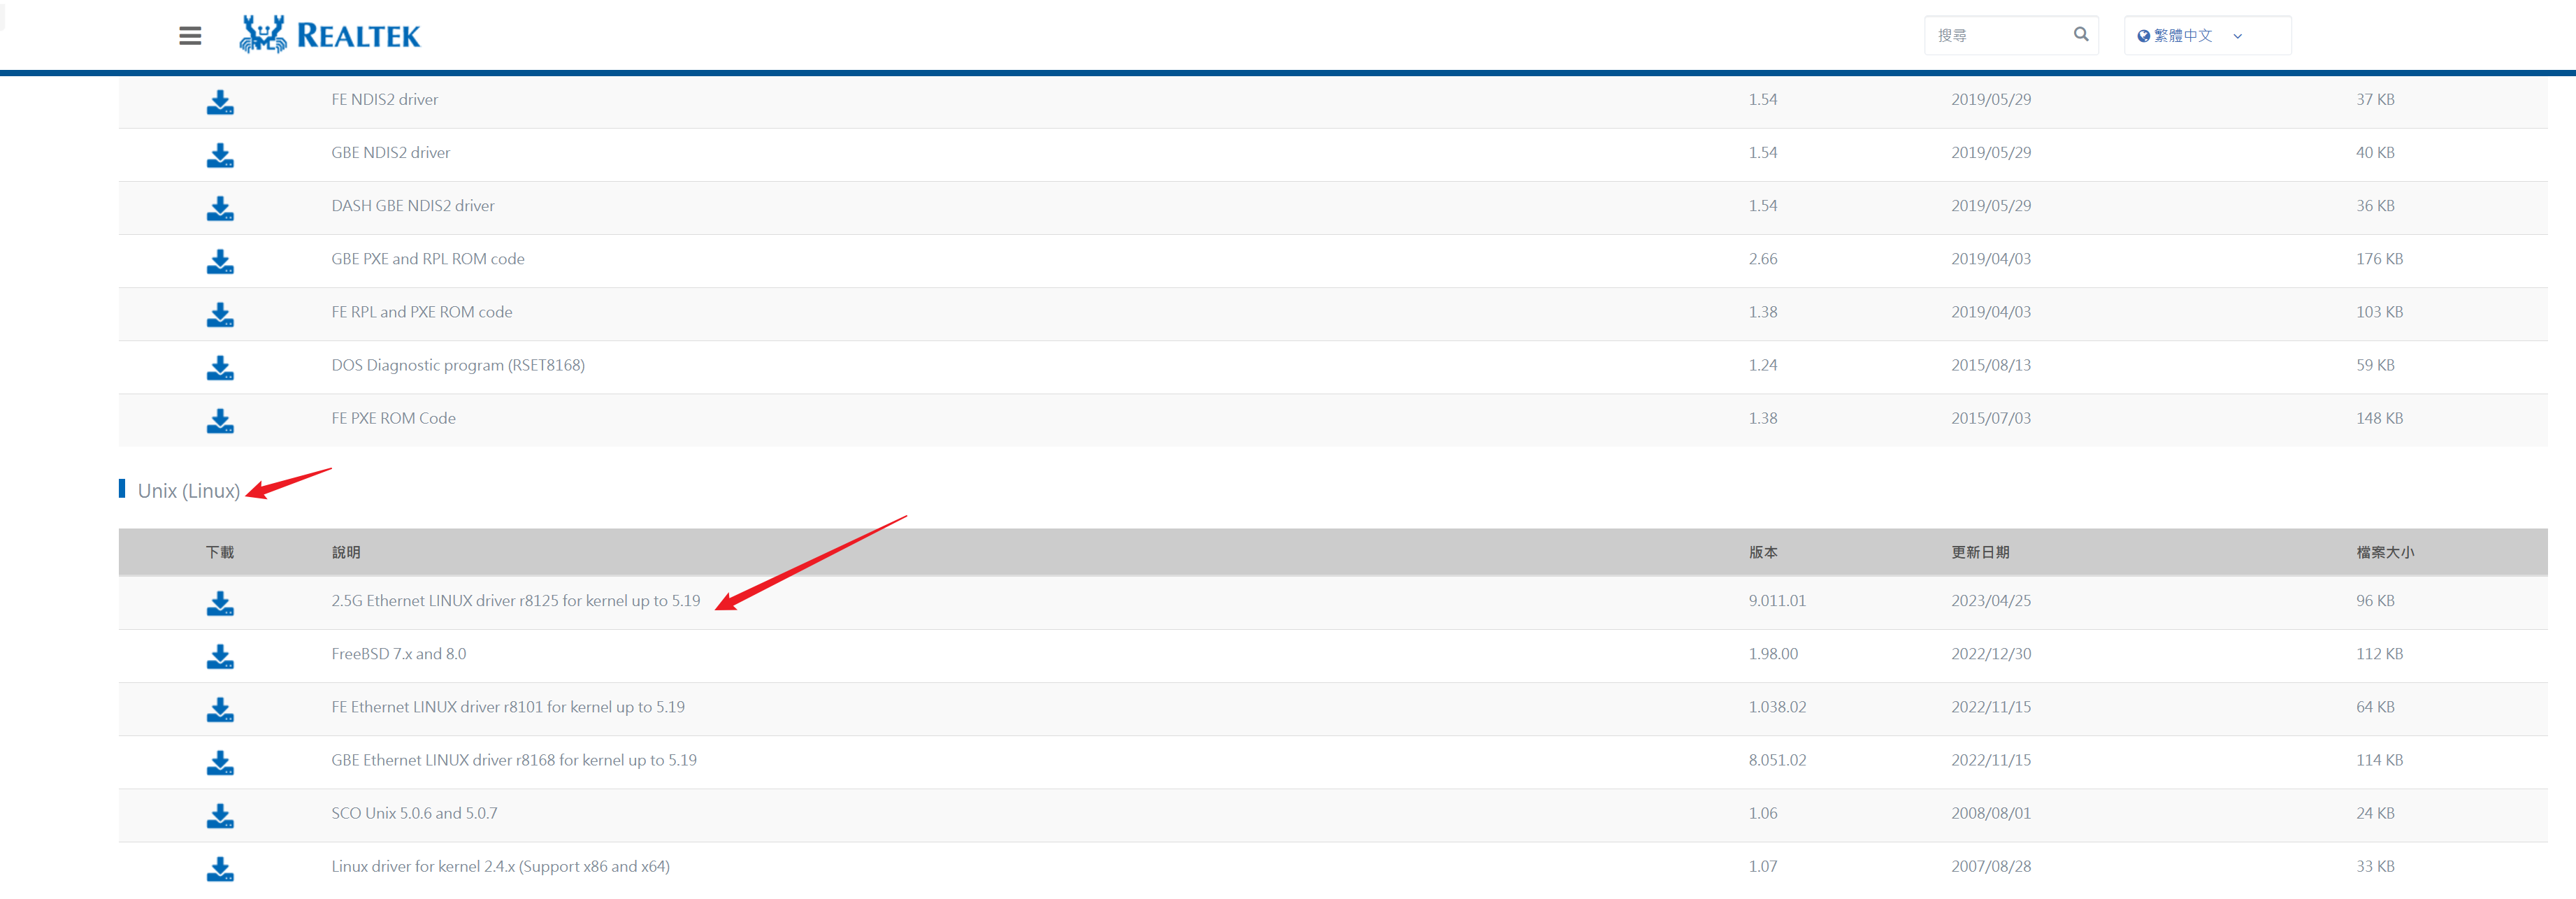 REALTEK
搜尋
繁體中文
FE NDIS2 driver 1.54 2019/05/29 37 KB
GBE NDIS2 driver 1.54 2019/05/29 40 KB
DASH GBE NDIS2 driver 1.54 2019/05/29 36 KB
GBE PXE and RPL ROM code 2.66 2019/04/03 176 KB
FE RPL and PXE ROM code 1.38 2019/04/03 103 KB
DOS Diagnostic program (RSET8168) 1.24 2015/08/13 59 KB
FE PXE ROM Code 1.38 2015/07/03 148 KB
Unix (Linux)
下載 說明 版本 更新日期 檔案大小
2.5G Ethernet LINUX driver r8125 for kernel up to 5.19 9.011.01 2023/04/25 96 KB
FreeBSD 7.x and 8.0 1.98.00 2022/12/30 112 KB
FE Ethernet LINUX driver r8101 for kernel up to 5.19 1.038.02 2022/11/15 64 KB
GBE Ethernet LINUX driver r8168 for kernel up to 5.19 8.051.02 2022/11/15 114 KB
SCO Unix 5.0.6 and 5.0.7 1.06 2008/08/01 24 KB
Linux driver for kernel 2.4.x (Support x86 and x64) 1.07 2007/08/28 33 KB